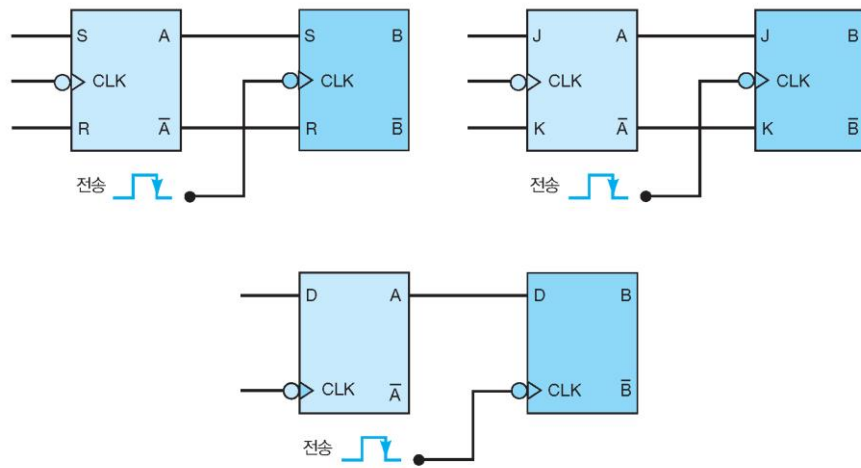 S A S B J A J B
CLK CLK CLK CLK
R A̅ R B̅ K A̅ K B̅
전송 전송
D A D B
CLK A̅ CLK B̅
전송